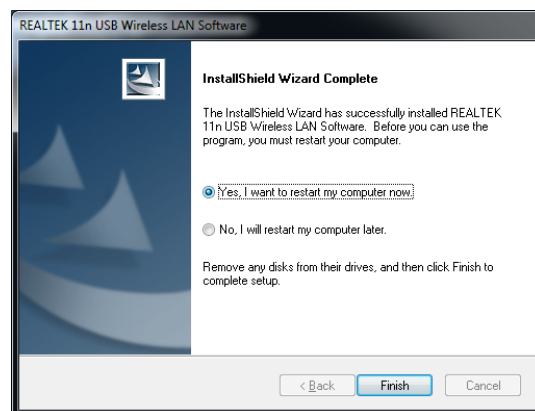 REALTEK 11n USB Wireless LAN Software
InstallShield Wizard Complete
The InstallShield Wizard has successfully installed REALTEK
11n USB Wireless LAN Software. Before you can use the
program, you must restart your computer.
Yes, I want to restart my computer now.
No, I will restart my computer later.
Remove any disks from their drives, and then click Finish to
complete setup.
< Back
Finish
Cancel